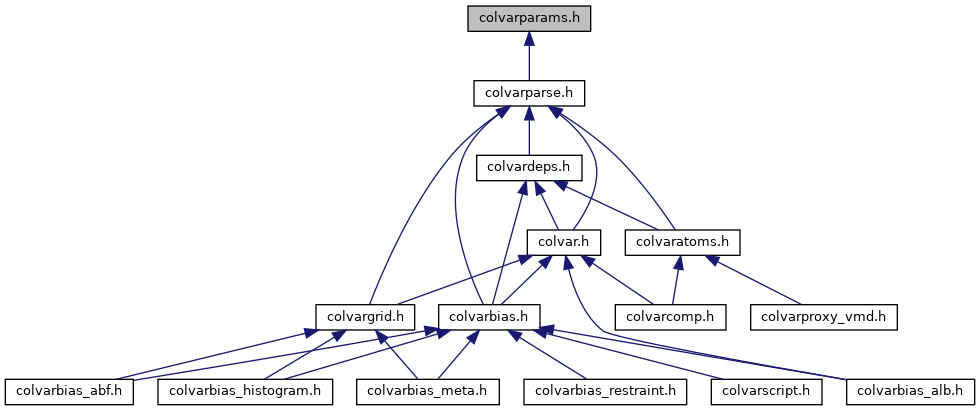 colvarparams.h
colvarparse.h
colvardeps.h
colvar.h
colvaratoms.h
colvargrid.h
colvarbias.h
colvarcomp.h
colvarproxy_vmd.h
colvarbias_abf.h
colvarbias_histogram.h
colvarbias_meta.h
colvarbias_restraint.h
colvarscript.h
colvarbias_alb.h